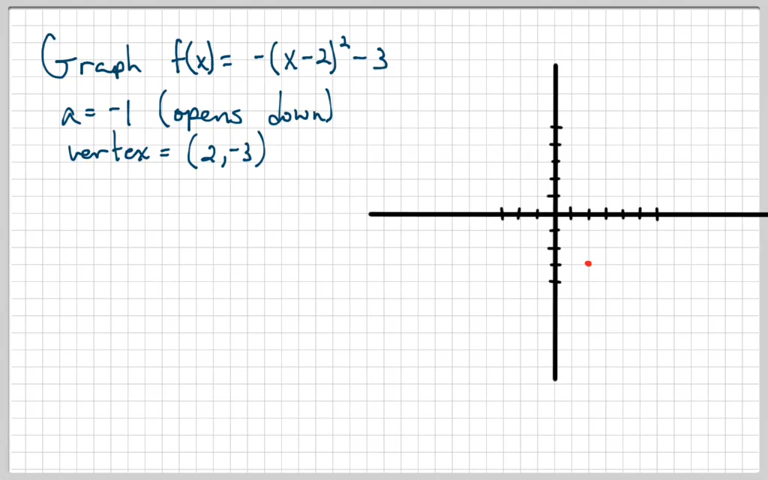 Graph f(x) = -(x-2)² - 3
a = -1 (opens down)
vertex = (2,-3)